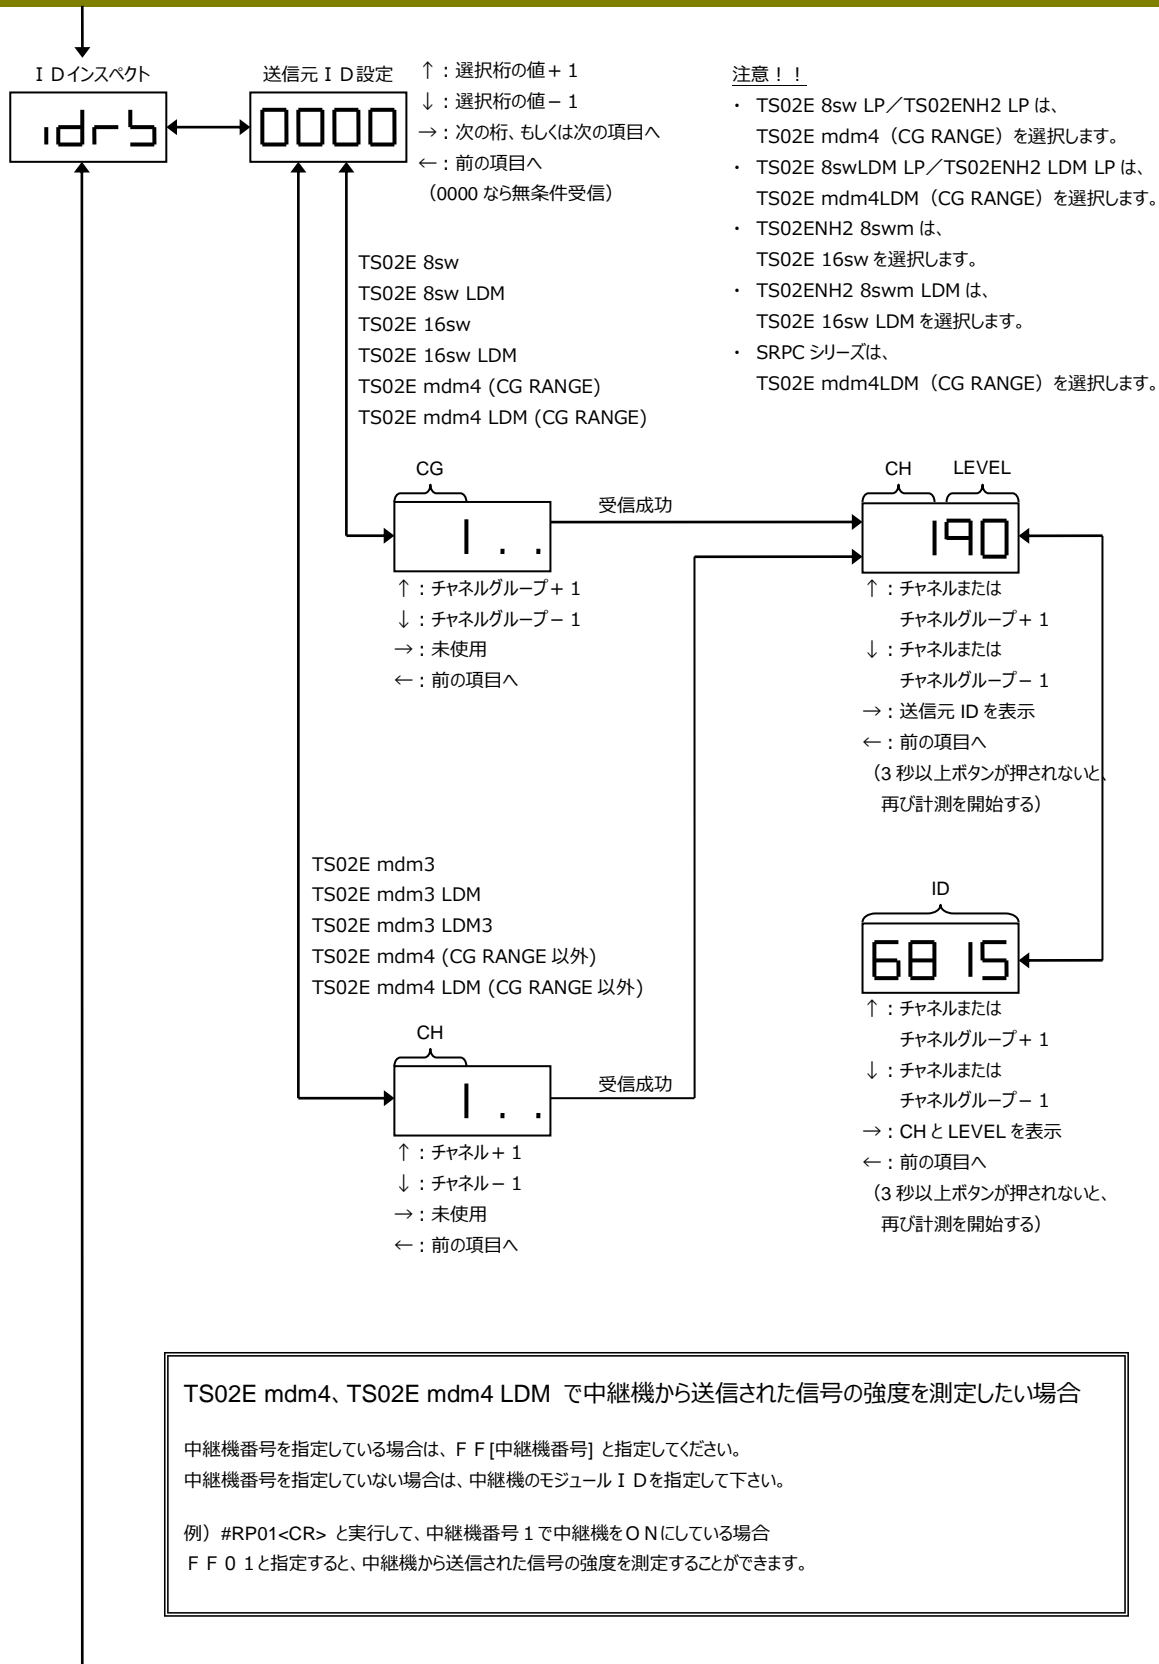 ＩＤインスペクト
idrS
送信元ＩＤ設定
0000
↑：選択桁の値＋１
↓：選択桁の値－１
→：次の桁、もしくは次の項目へ
←：前の項目へ
（0000 なら無条件受信）
注意！！
・ TS02E 8sw LP／TS02ENH2 LP は、
TS02E mdm4（CG RANGE）を選択します。
・ TS02E 8swLDM LP／TS02ENH2 LDM LP は、
TS02E mdm4LDM（CG RANGE）を選択します。
・ TS02ENH2 8swm は、
TS02E 16sw を選択します。
・ TS02ENH2 8swm LDM は、
TS02E 16sw LDM を選択します。
・ SRPC シリーズは、
TS02E mdm4LDM（CG RANGE）を選択します。
TS02E 8sw
TS02E 8sw LDM
TS02E 16sw
TS02E 16sw LDM
TS02E mdm4 (CG RANGE)
TS02E mdm4 LDM (CG RANGE)
CG
1 . .
受信成功
↑：チャネルグループ＋１
↓：チャネルグループ－１
→：未使用
←：前の項目へ
CH LEVEL
190
↑：チャネルまたは
チャネルグループ＋１
↓：チャネルまたは
チャネルグループ－１
→：送信元 ID を表示
←：前の項目へ
（3 秒以上ボタンが押されないと、
再び計測を開始する）
TS02E mdm3
TS02E mdm3 LDM
TS02E mdm3 LDM3
TS02E mdm4 (CG RANGE 以外)
TS02E mdm4 LDM (CG RANGE 以外)
CH
1 . .
受信成功
↑：チャネル＋１
↓：チャネル－１
→：未使用
←：前の項目へ
ID
6815
↑：チャネルまたは
チャネルグループ＋１
↓：チャネルまたは
チャネルグループ－１
→：CH と LEVEL を表示
←：前の項目へ
（3 秒以上ボタンが押されないと、
再び計測を開始する）
TS02E mdm4、TS02E mdm4 LDM で中継機から送信された信号の強度を測定したい場合
中継機番号を指定している場合は、ＦＦ[中継機番号] と指定してください。
中継機番号を指定していない場合は、中継機のモジュールＩＤを指定して下さい。
例）#RP01<CR> と実行して、中継機番号１で中継機をＯＮにしている場合
ＦＦ０１と指定すると、中継機から送信された信号の強度を測定することができます。